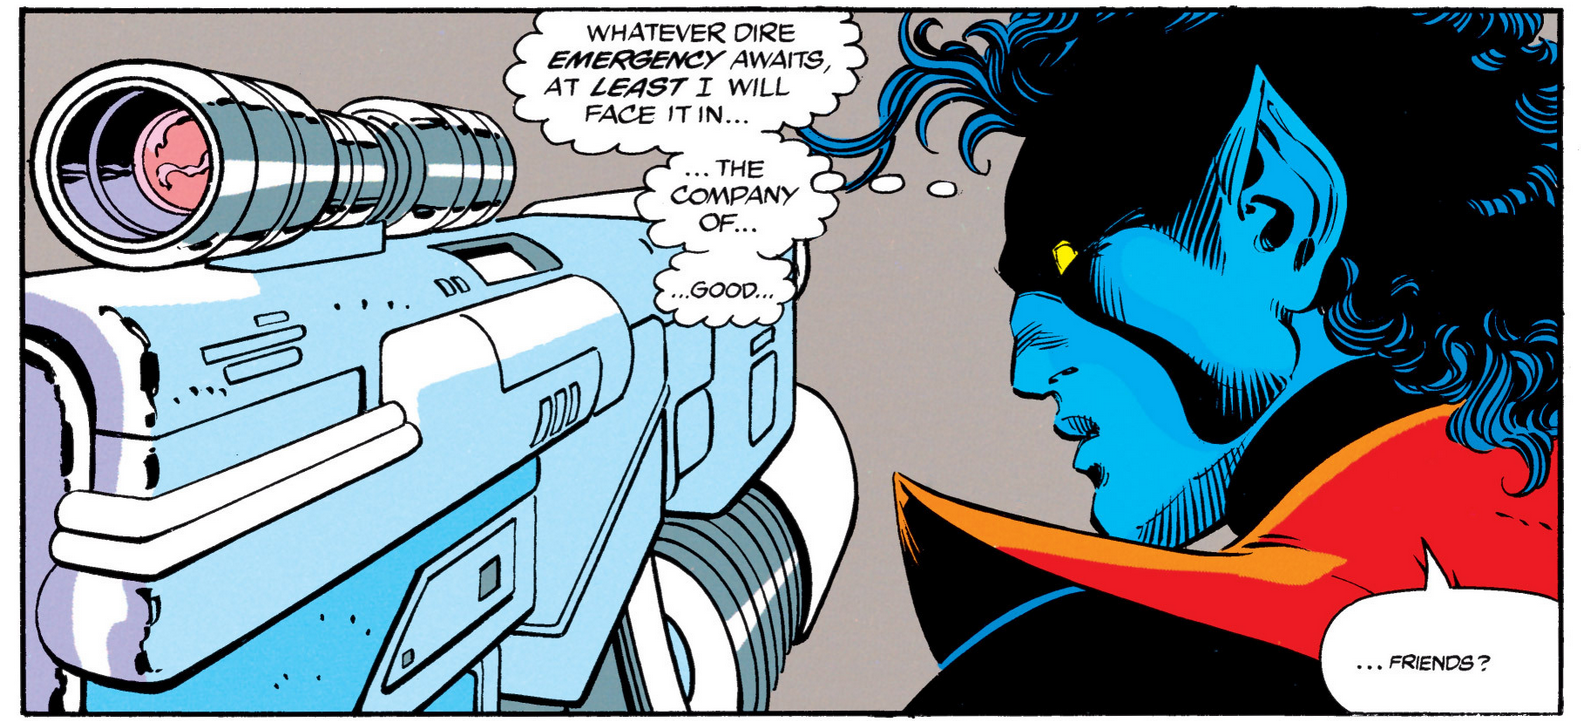 WHATEVER DIRE
EMERGENCY AWAITS,
AT LEAST I WILL
FACE IT IN...
...THE
COMPANY
OF...
...GOOD...
...FRIENDS?